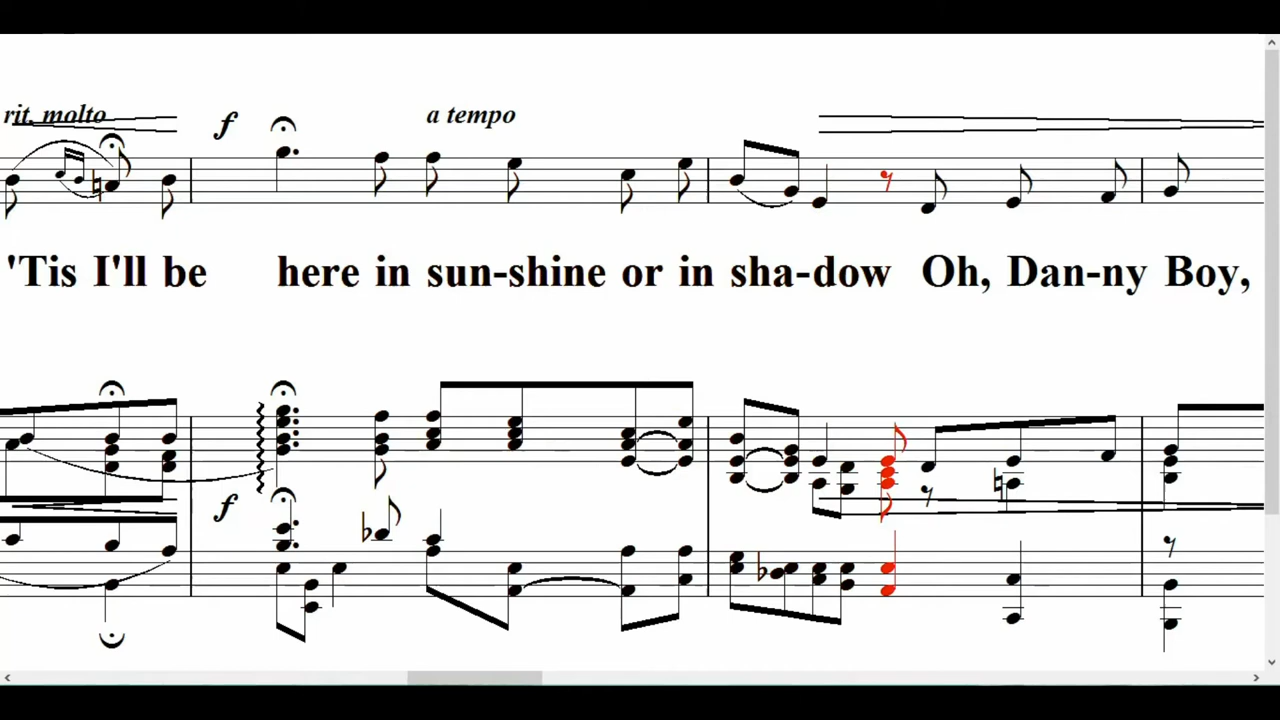 rit. molto
f
a tempo
'Tis I'll be here in sun-shine or in sha-dow Oh, Dan-ny Boy,
f